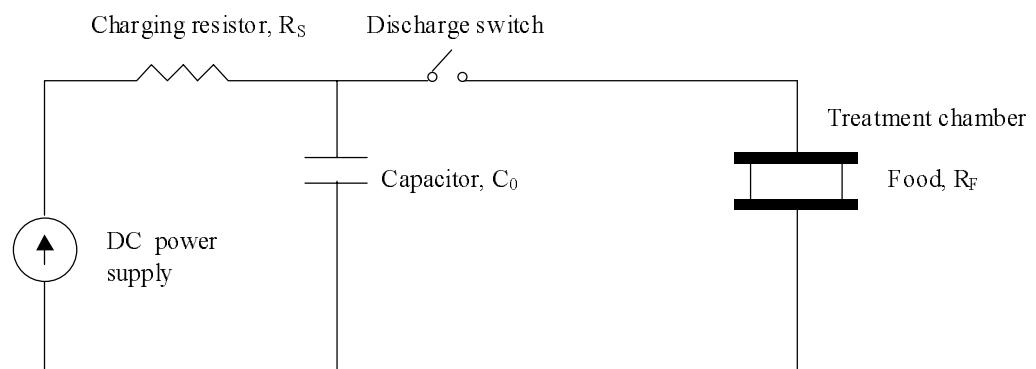 Charging resistor, RS
Discharge switch
Treatment chamber
Capacitor, C0
Food, RF
DC power
supply